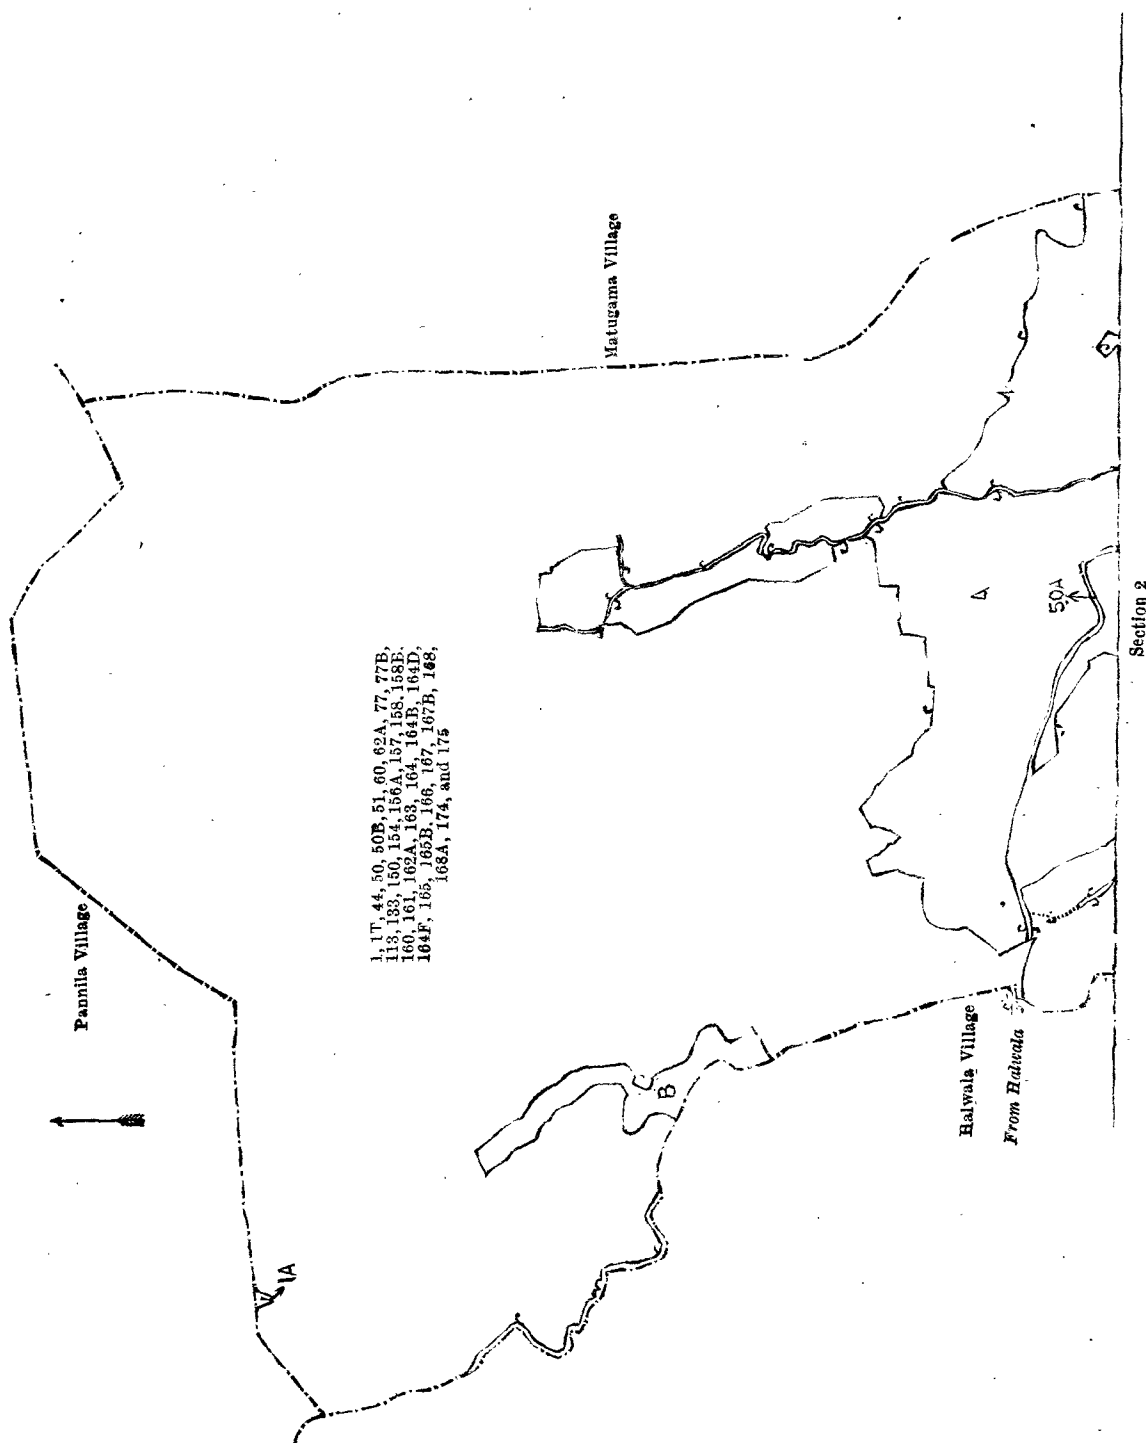 Pannila Village
Matugama Village
1, 1T, 44, 50, 50B, 51, 60, 62A, 77, 77B,
113, 133, 150, 154, 156A, 157, 158, 158E,
160, 161, 162A, 163, 164, 164B, 164D,
164F, 165, 165B, 166, 167, 167B, 168,
168A, 174, and 175
1A
B
A
50A
Halwala Village
From Halwala
Section 2